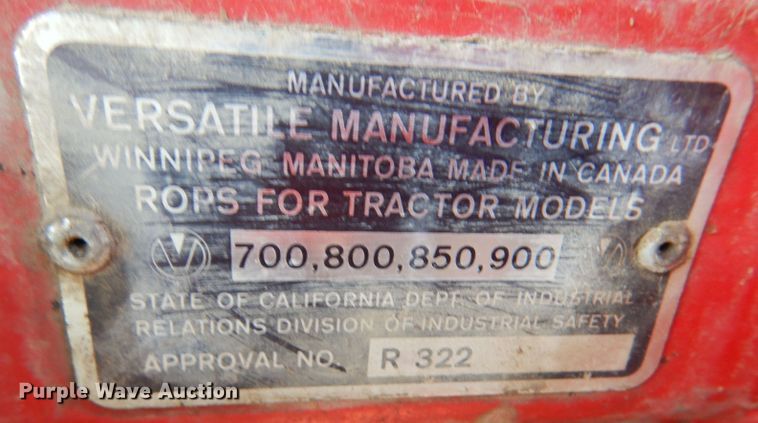 MANUFACTURED BY
VERSATILE MANUFACTURING LTD.
WINNIPEG, MANITOBA MADE IN CANADA
ROPS FOR TRACTOR MODELS
700,800,850,900
STATE OF CALIFORNIA DEPT. OF INDUSTRIAL
RELATIONS DIVISION OF INDUSTRIAL SAFETY
APPROVAL NO. R 322
Purple Wave Auction